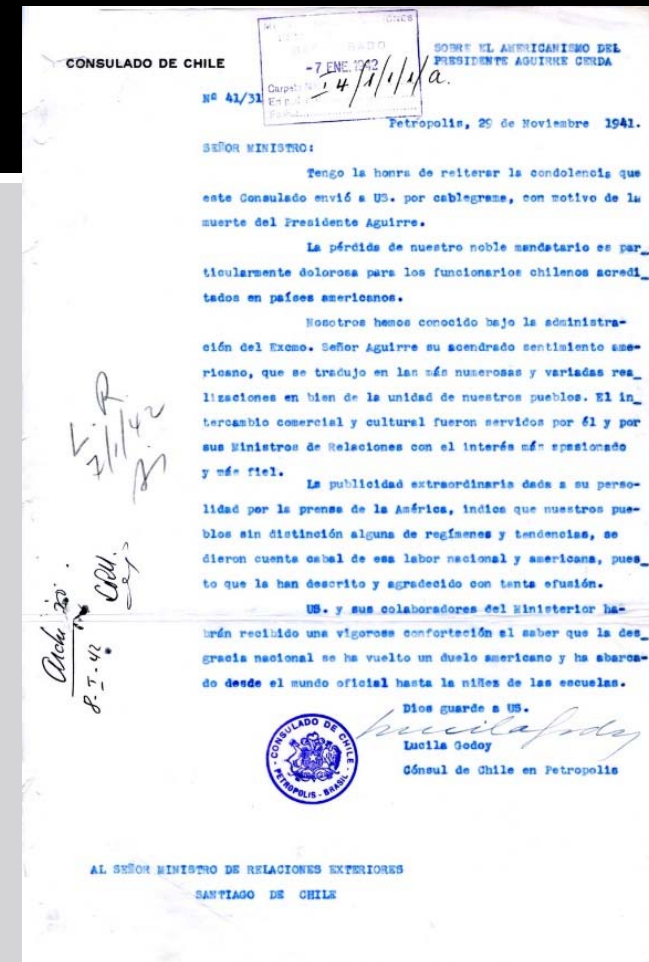 CONSULADO DE CHILE
SOBRE EL AMERICANISMO DEL
PRESIDENTE AGUIRRE CERDA
-7 ENE. 1942
Nº 41/31
Petropolis, 29 de Noviembre 1941.
SEÑOR MINISTRO:
Tengo la honra de reiterar la condolencia que
este Consulado envió a US. por cablegrama, con motivo de la
muerte del Presidente Aguirre.
La pérdida de nuestro noble mandatario es par_
ticularmente dolorosa para los funcionarios chilenos acredi_
tados en países americanos.
Nosotros hemos conocido bajo la administra-
ción del Excmo. Señor Aguirre su acendrado sentimiento ame-
ricano, que se tradujo en las más numerosas y variadas rea_
lizaciones en bien de la unidad de nuestros pueblos. El in_
tercambio comercial y cultural fueron servidos por él y por
sus Ministros de Relaciones con el interés más apasionado
y más fiel.
La publicidad extraordinaria dada a su perso-
lidad por la prensa de la América, indica que nuestros pue-
blos sin distinción alguna de regímenes y tendencias, se
dieron cuenta cabal de esa labor nacional y americana, pues_
to que la han descrito y agradecido con tanta efusión.
US. y sus colaboradores del Ministerior ha-
brán recibido una vigorosa confortación al saber que la des_
gracia nacional se ha vuelto un duelo americano y ha abarca-
do desde el mundo oficial hasta la niñez de las escuelas.
Dios guarde a US.
Lucila Godoy
Lucila Godoy
Cónsul de Chile en Petropolis
CONSULADO DE CHILE
PETROPOLIS - BRASIL
7/1/42
8-I-42
AL SEÑOR MINISTRO DE RELACIONES EXTERIORES
SANTIAGO DE CHILE